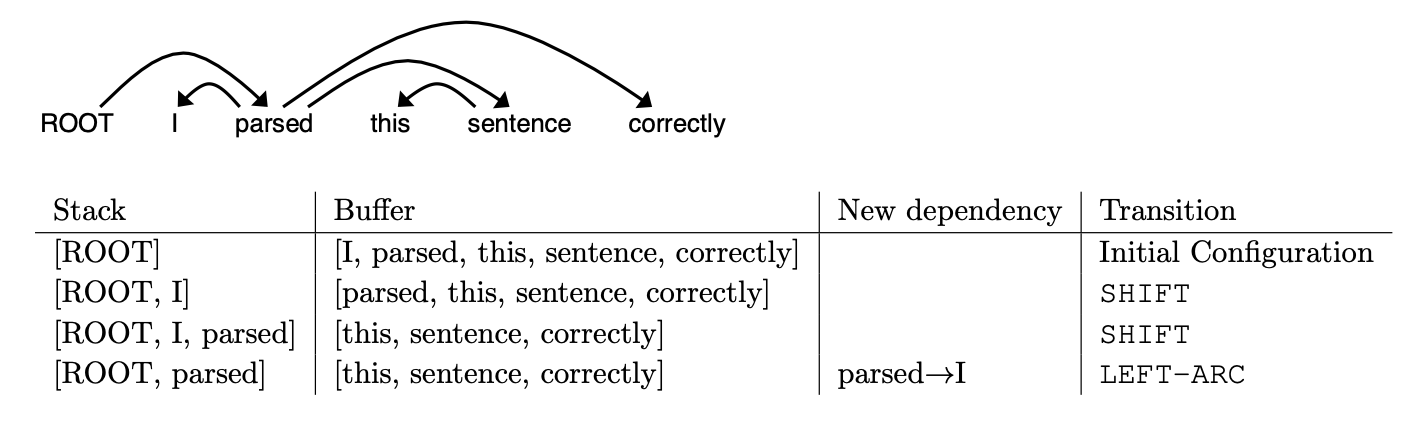 ROOT I parsed this sentence correctly
Stack Buffer New dependency Transition
[ROOT] [I, parsed, this, sentence, correctly] Initial Configuration
[ROOT, I] [parsed, this, sentence, correctly] SHIFT
[ROOT, I, parsed] [this, sentence, correctly] SHIFT
[ROOT, parsed] [this, sentence, correctly] parsed→I LEFT-ARC